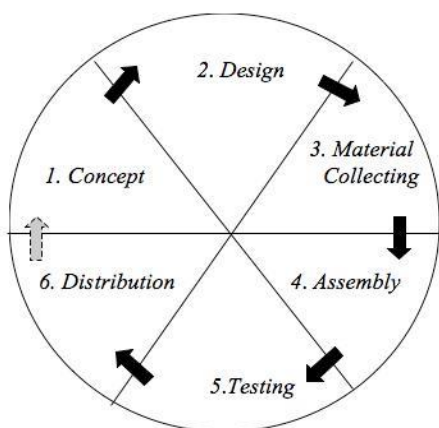 1. Concept
2. Design
3. Material
Collecting
4. Assembly
5.Testing
6. Distribution